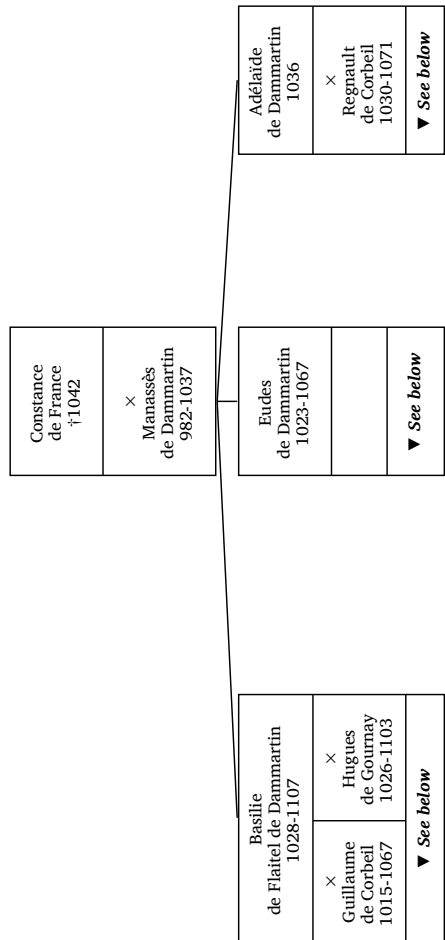 Constance
de France
†1042
×
Manassès
de Dammartin
982-1037
Basilie
de Flaitel de Dammartin
1028-1107
×
Guillaume
de Corbeil
1015-1067
×
Hugues
de Gournay
1026-1103
▼ See below
Eudes
de Dammartin
1023-1067
▼ See below
Adélaïde
de Dammartin
1036
×
Regnault
de Corbeil
1030-1071
▼ See below